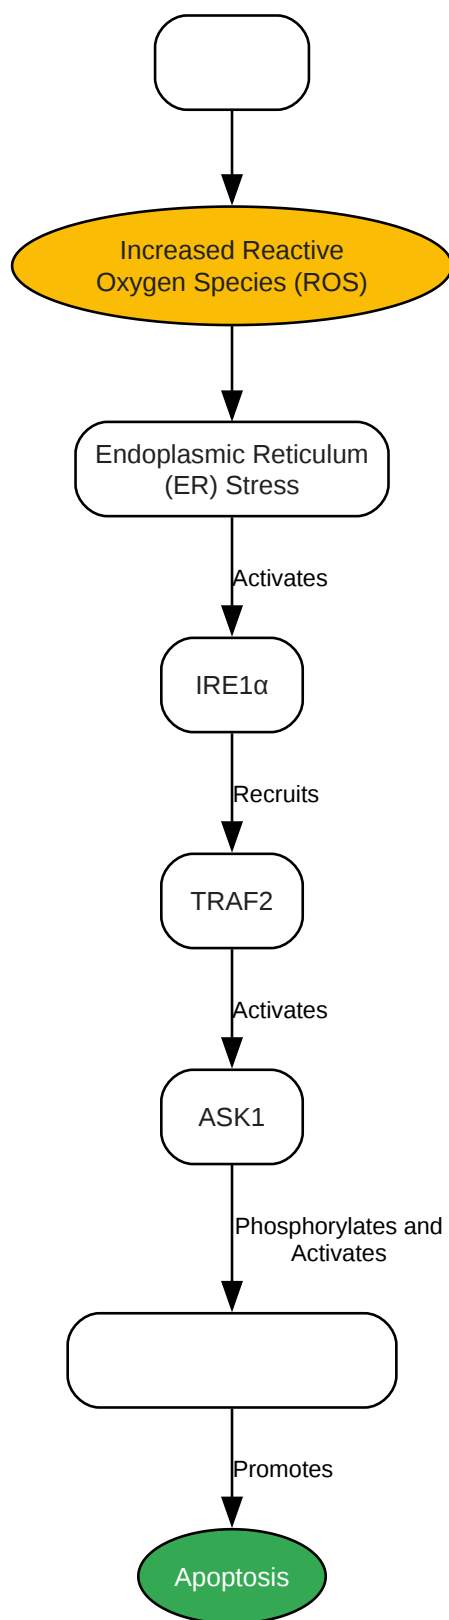 Increased Reactive
Oxygen Species (ROS)
Endoplasmic Reticulum
(ER) Stress
Activates
IRE1α
Recruits
TRAF2
Activates
ASK1
Phosphorylates and
Activates
Promotes
Apoptosis